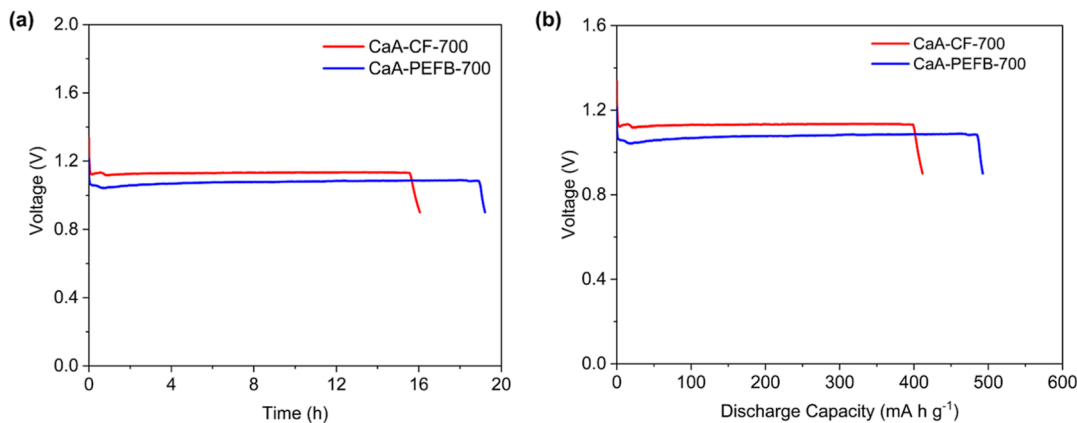 (a)
2.0
1.6
1.2
0.8
0.4
0.0
Voltage (V)
CaA-CF-700
CaA-PEFB-700
0 4 8 12 16 20
Time (h)
(b)
1.6
1.2
0.8
0.4
0.0
Voltage (V)
CaA-CF-700
CaA-PEFB-700
0 100 200 300 400 500 600
Discharge Capacity (mA h g⁻¹)